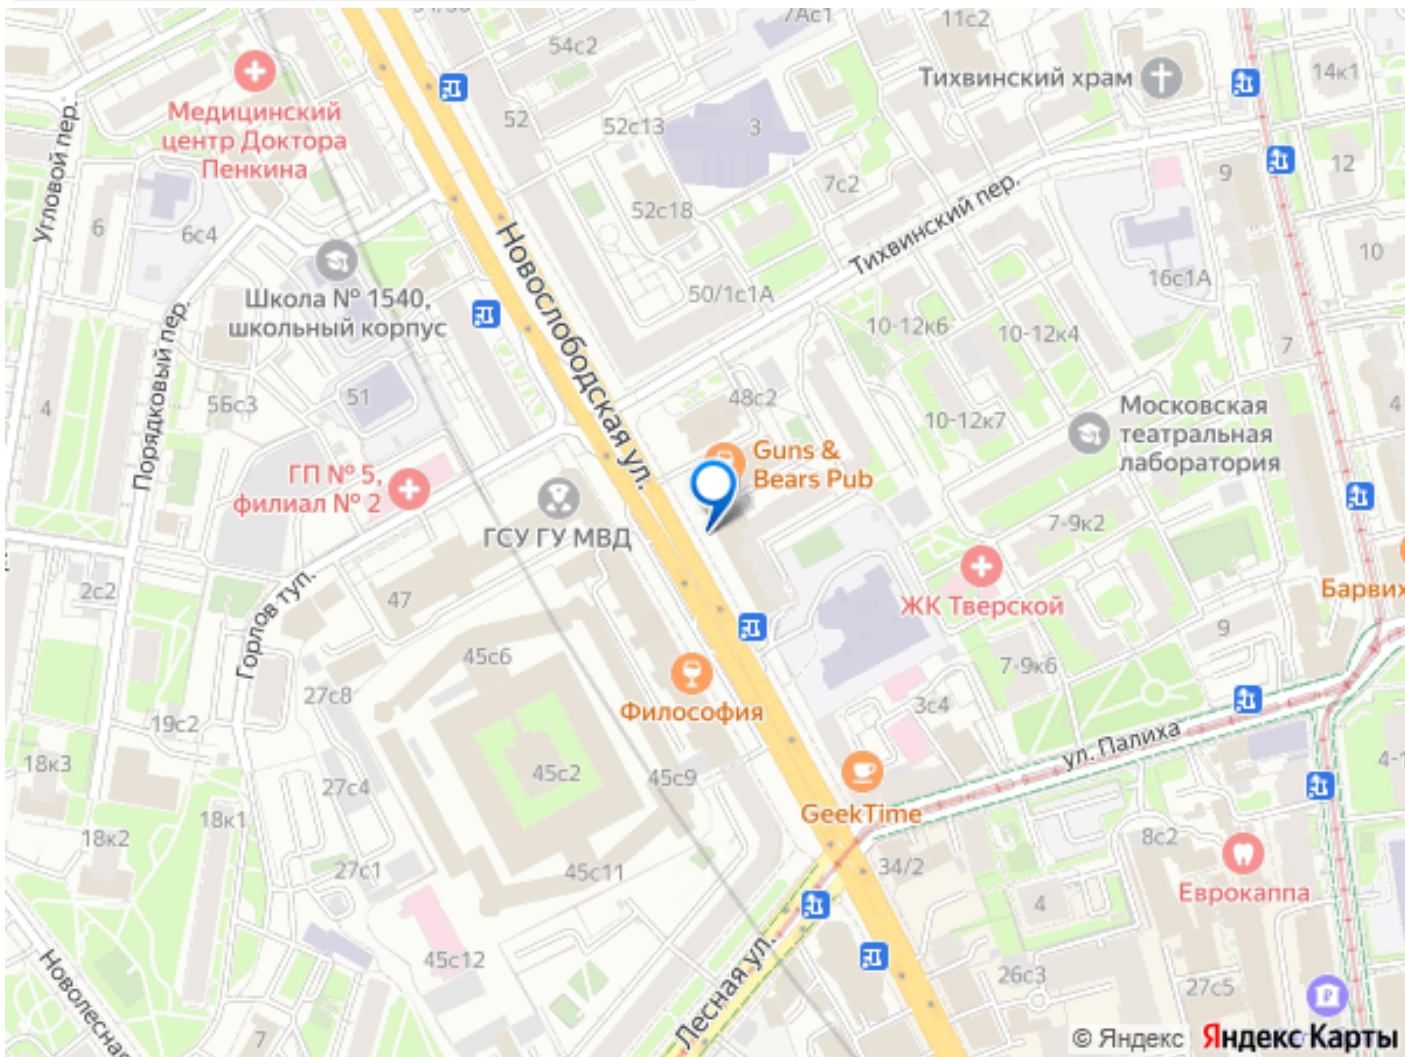 7Ас1
11с2
54с2
Тихвинский храм
14к1
Медицинский
центр Доктора
Пенкина
52
52с13
3
9
12
Угловой пер.
7с2
6
6с4
52с18
Тихвинский пер.
10
Школа № 1540,
школьный корпус
Новослободская ул.
50/1с1А
16с1А
10-12к6
10-12к4
7
Порядковый пер.
4
5Бс3
51
48с2
10-12к7
Московская
театральная
лаборатория
4
Guns &
Bears Pub
ГП № 5,
филиал № 2
ГСУ ГУ МВД
7-9к2
2с2
Горлов туп.
47
ЖК Тверской
Барвих
9
45с6
7-9к6
27с8
3с4
19с2
Философия
ул. Палиха
18к3
27с4
45с2
45с9
4-1
GeekTime
18к2
18к1
27с1
45с11
34/2
8с2
Еврокаппа
4
45с12
26с3
27с5
Новолесная
7
Лесная ул.
© Яндекс Яндекс Карты